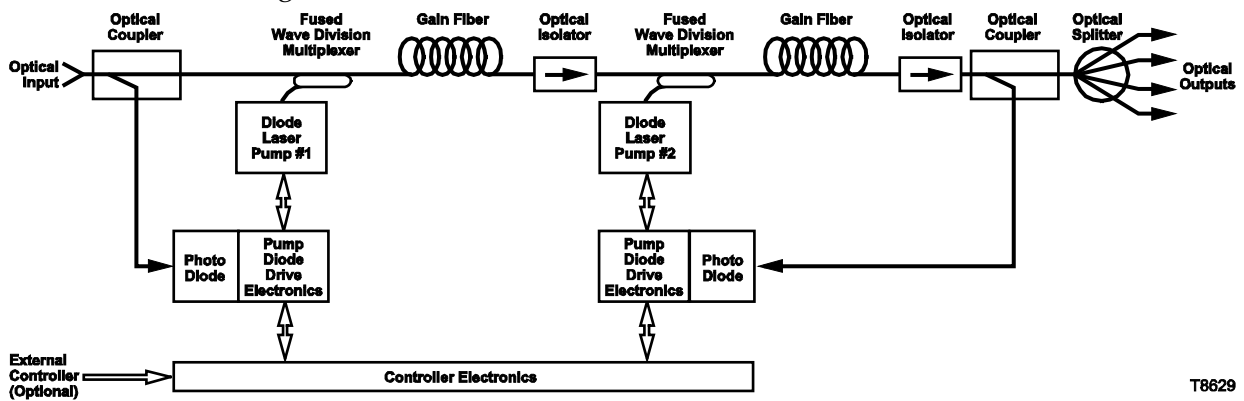 Optical
Coupler
Fused
Wave Division
Multiplexer
Gain Fiber
Optical
Isolator
Fused
Wave Division
Multiplexer
Gain Fiber
Optical
Isolator
Optical
Coupler
Optical
Splitter
Optical
Input
Optical
Outputs
Diode
Laser
Pump #1
Diode
Laser
Pump #2
Photo
Diode
Pump
Diode
Drive
Electronics
Pump
Diode
Drive
Electronics
Photo
Diode
External
Controller
(Optional)
Controller Electronics
T8629